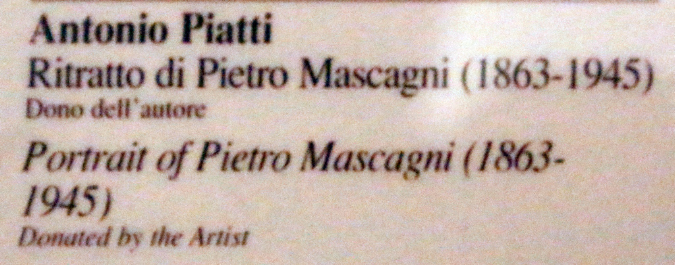 Antonio Piatti
Ritratto di Pietro Mascagni (1863-1945)
Dono dell'autore
Portrait of Pietro Mascagni (1863-
1945)
Donated by the Artist